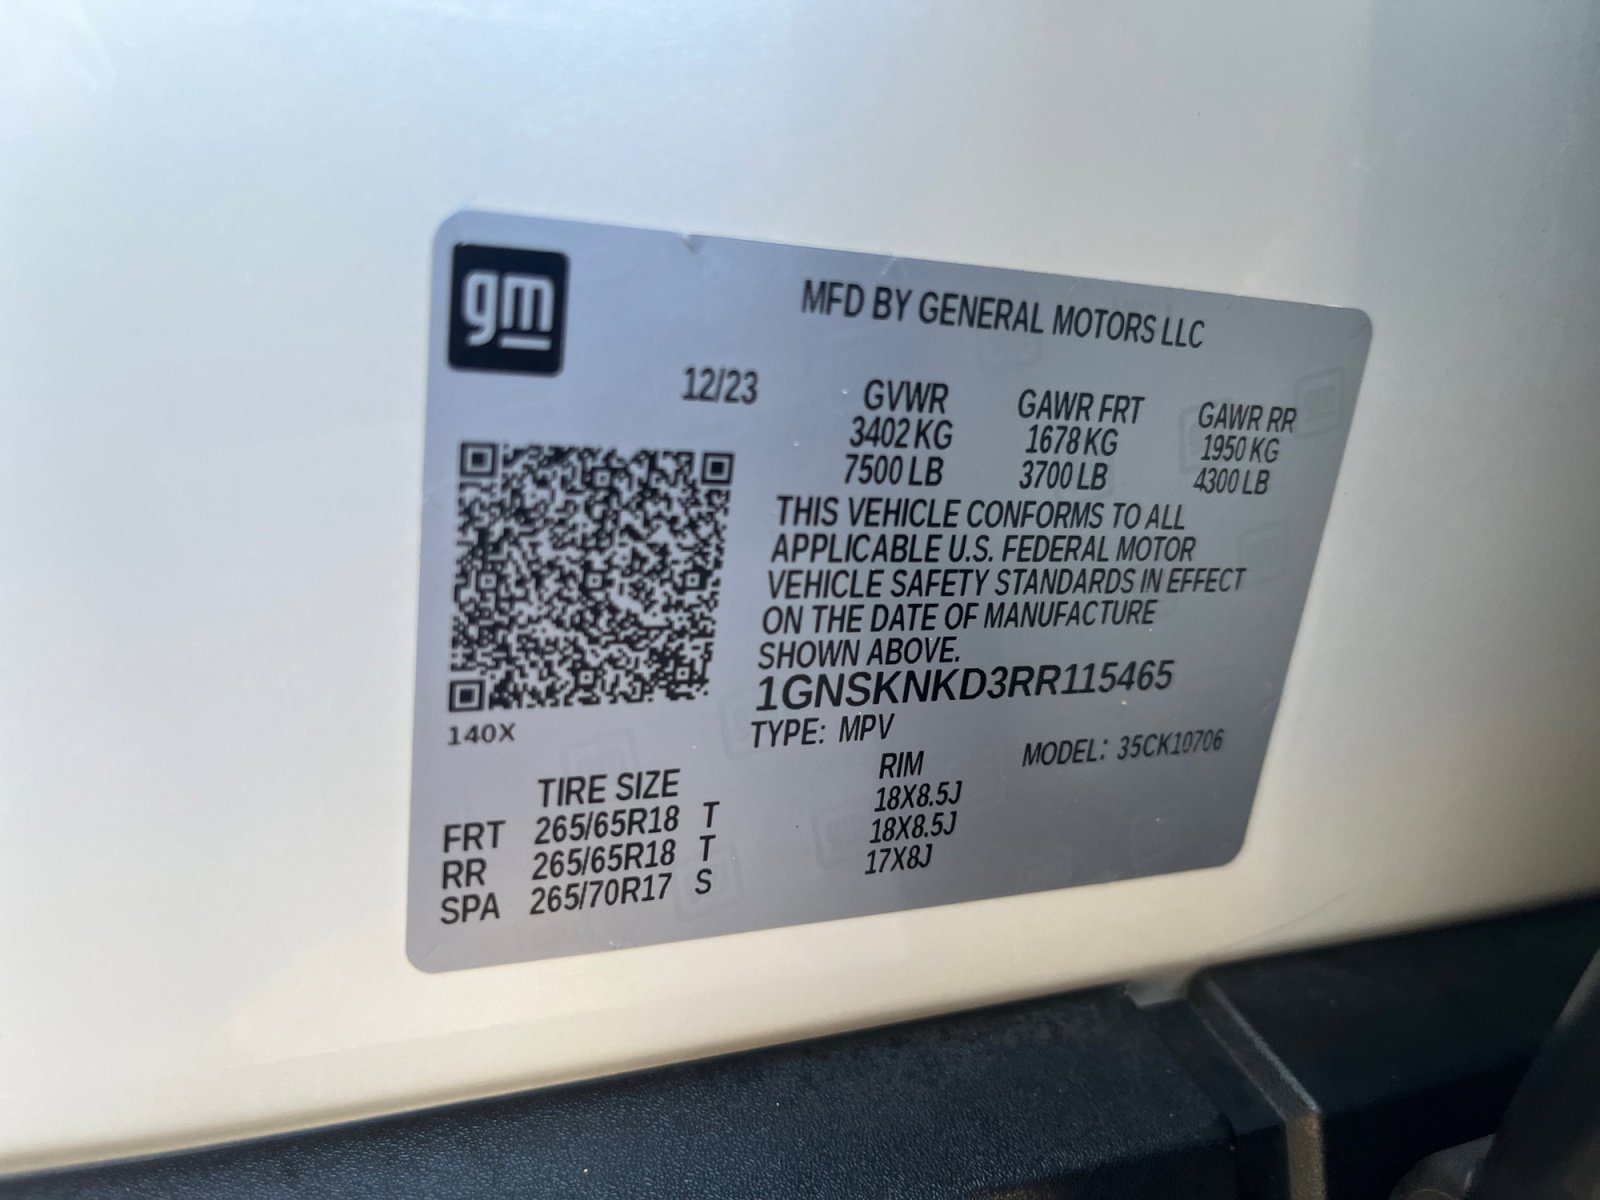 gm
MFD BY GENERAL MOTORS LLC
12/23
GVWR GAWR FRT GAWR RR
3402 KG 1678 KG 1950 KG
7500 LB 3700 LB 4300 LB
THIS VEHICLE CONFORMS TO ALL
APPLICABLE U.S. FEDERAL MOTOR
VEHICLE SAFETY STANDARDS IN EFFECT
ON THE DATE OF MANUFACTURE
SHOWN ABOVE.
1GNSKNKD3RR115465
140X
TYPE: MPV MODEL: 35CK10706
TIRE SIZE RIM
FRT 265/65R18 T 18X8.5J
RR 265/65R18 T 18X8.5J
SPA 265/70R17 S 17X8J